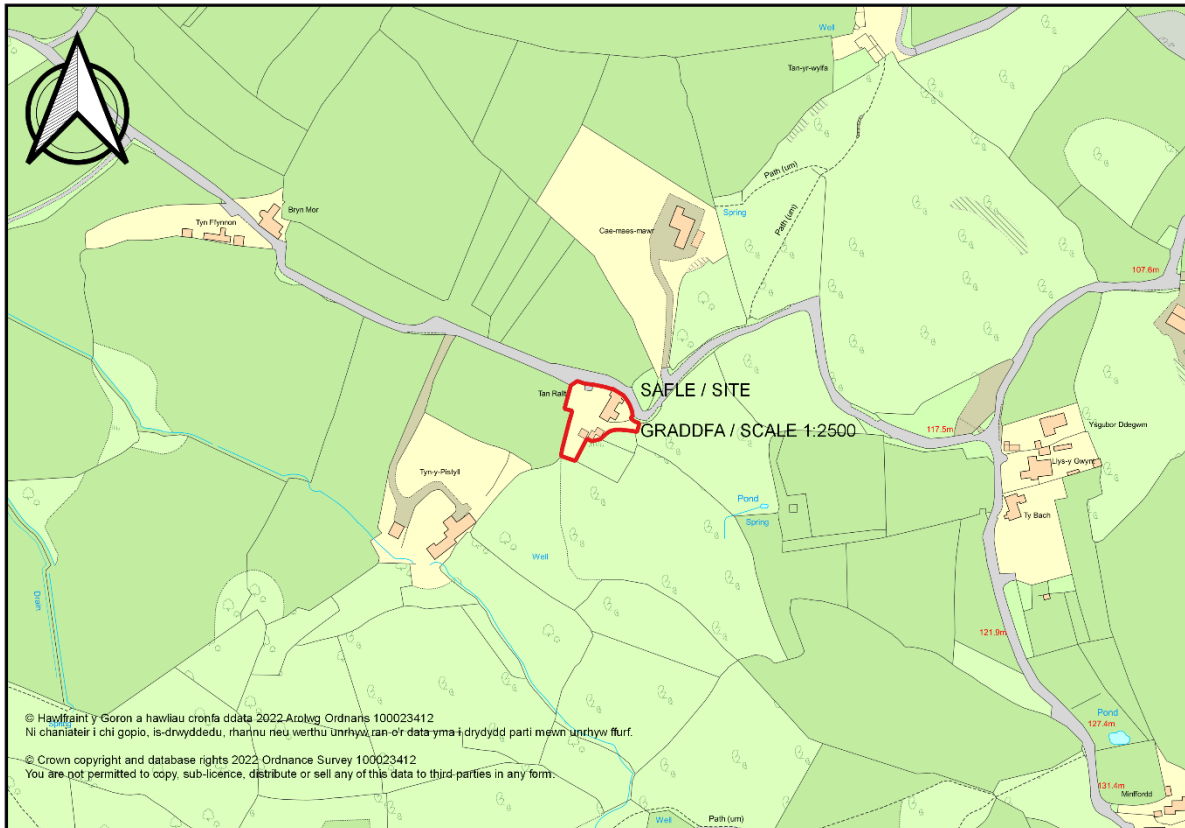 Well
Tan-yr-wylfa
Path (um)
Bryn Mor
Tyn Ffynnon
Spring
Path (um)
Cae-maes-mawr
107.6m
SAFLE / SITE
Tan Rallt
GRADDFA / SCALE 1:2500
117.5m
Ysgubor Ddegwm
Llys-y Gwynt
Tyn-y-Pistyll
Pond
Spring
Ty Bach
Well
Drain
121.9m
Pond
127.4m
Spring
© Hawlfraint y Goron a hawliau cronfa ddata 2022 Arolwg Ordnans 100023412
Ni chaniateir i chi gopio, is-drwyddedu, rhannu neu werthu unrhyw ran o'r data yma i drydydd parti mewn unrhyw ffurf.
© Crown copyright and database rights 2022 Ordnance Survey 100023412
You are not permitted to copy, sub-licence, distribute or sell any of this data to third parties in any form.
131.4m
Minffordd
Well
Path (um)